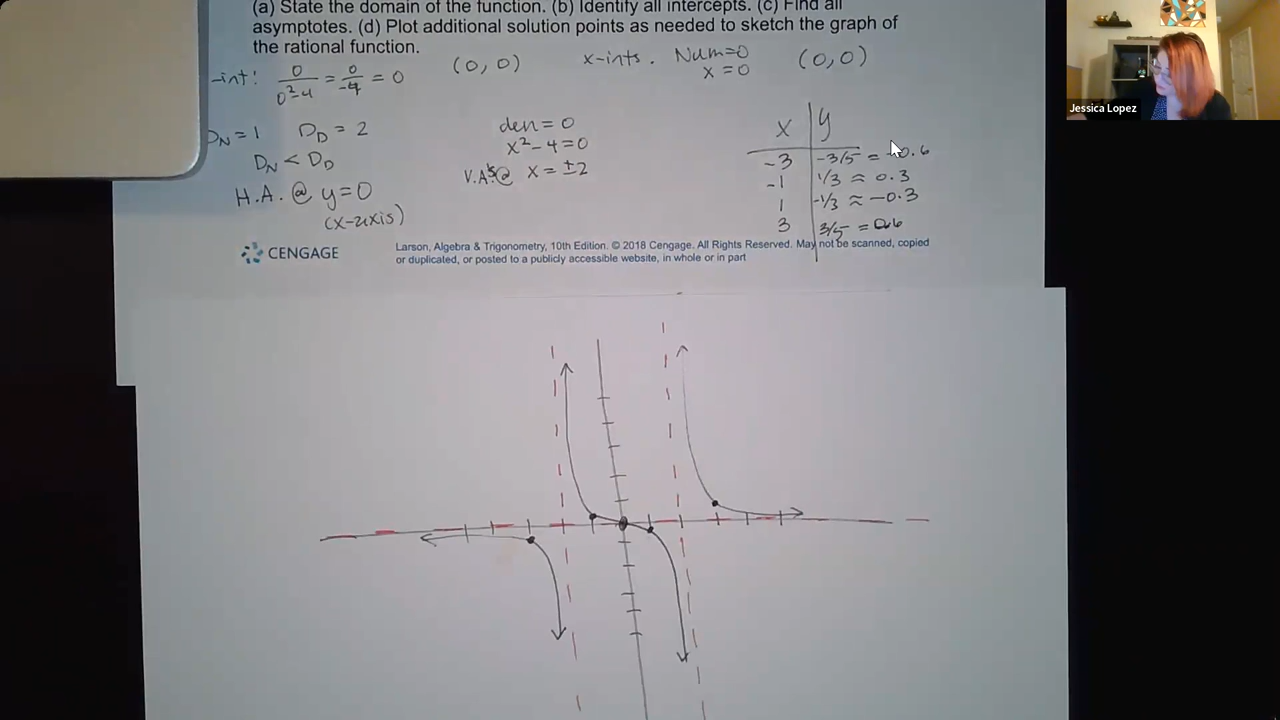 (a) State the domain of the function. (b) Identify all intercepts. (c) Find all
asymptotes. (d) Plot additional solution points as needed to sketch the graph of
the rational function.
-int: 0/(0²-4) = 0/-4 = 0 (0,0) x-ints. Num=0 (0,0)
x=0
D_N = 1 D_D = 2
D_N < D_D
H.A. @ y=0
(x-axis)
den = 0
x²-4=0
V.A.'s @ x = ±2
x y
-3 -3/5 = -0.6
-1 1/3 ≈ 0.3
1 -1/3 ≈ -0.3
3 3/5 = 0.6
CENGAGE
Larson, Algebra & Trigonometry, 10th Edition. © 2018 Cengage. All Rights Reserved. May not be scanned, copied
or duplicated, or posted to a publicly accessible website, in whole or in part
Jessica Lopez